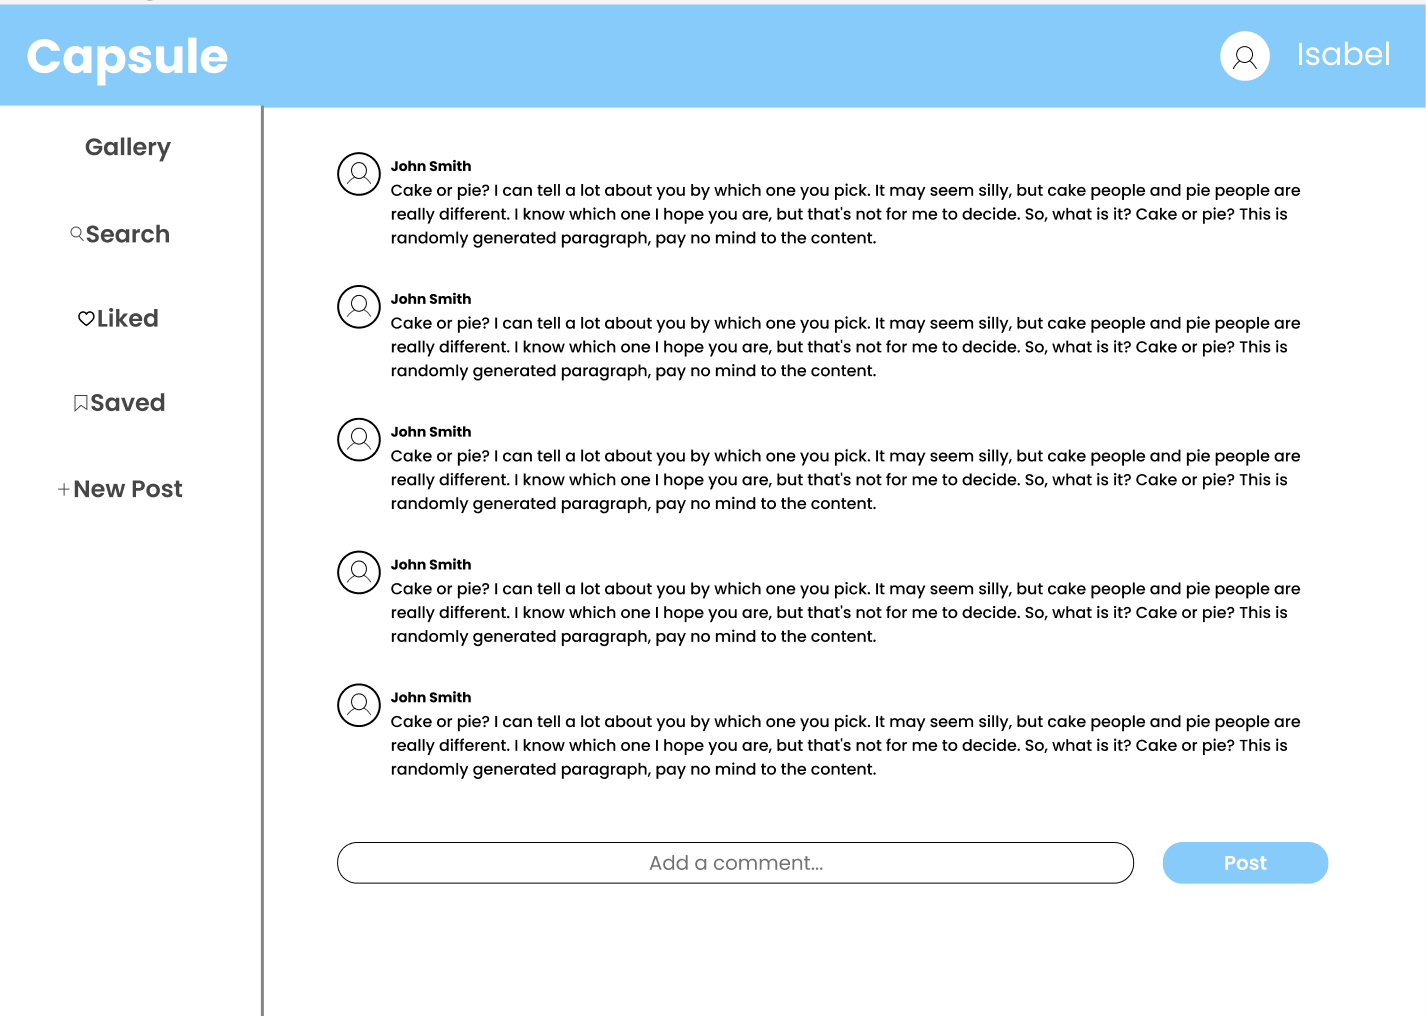 Capsule
Isabel
Gallery
Search
Liked
Saved
New Post
John Smith
Cake or pie? I can tell a lot about you by which one you pick. It may seem silly, but cake people and pie people are
really different. I know which one I hope you are, but that's not for me to decide. So, what is it? Cake or pie? This is
randomly generated paragraph, pay no mind to the content.
John Smith
Cake or pie? I can tell a lot about you by which one you pick. It may seem silly, but cake people and pie people are
really different. I know which one I hope you are, but that's not for me to decide. So, what is it? Cake or pie? This is
randomly generated paragraph, pay no mind to the content.
John Smith
Cake or pie? I can tell a lot about you by which one you pick. It may seem silly, but cake people and pie people are
really different. I know which one I hope you are, but that's not for me to decide. So, what is it? Cake or pie? This is
randomly generated paragraph, pay no mind to the content.
John Smith
Cake or pie? I can tell a lot about you by which one you pick. It may seem silly, but cake people and pie people are
really different. I know which one I hope you are, but that's not for me to decide. So, what is it? Cake or pie? This is
randomly generated paragraph, pay no mind to the content.
John Smith
Cake or pie? I can tell a lot about you by which one you pick. It may seem silly, but cake people and pie people are
really different. I know which one I hope you are, but that's not for me to decide. So, what is it? Cake or pie? This is
randomly generated paragraph, pay no mind to the content.
Add a comment...
Post